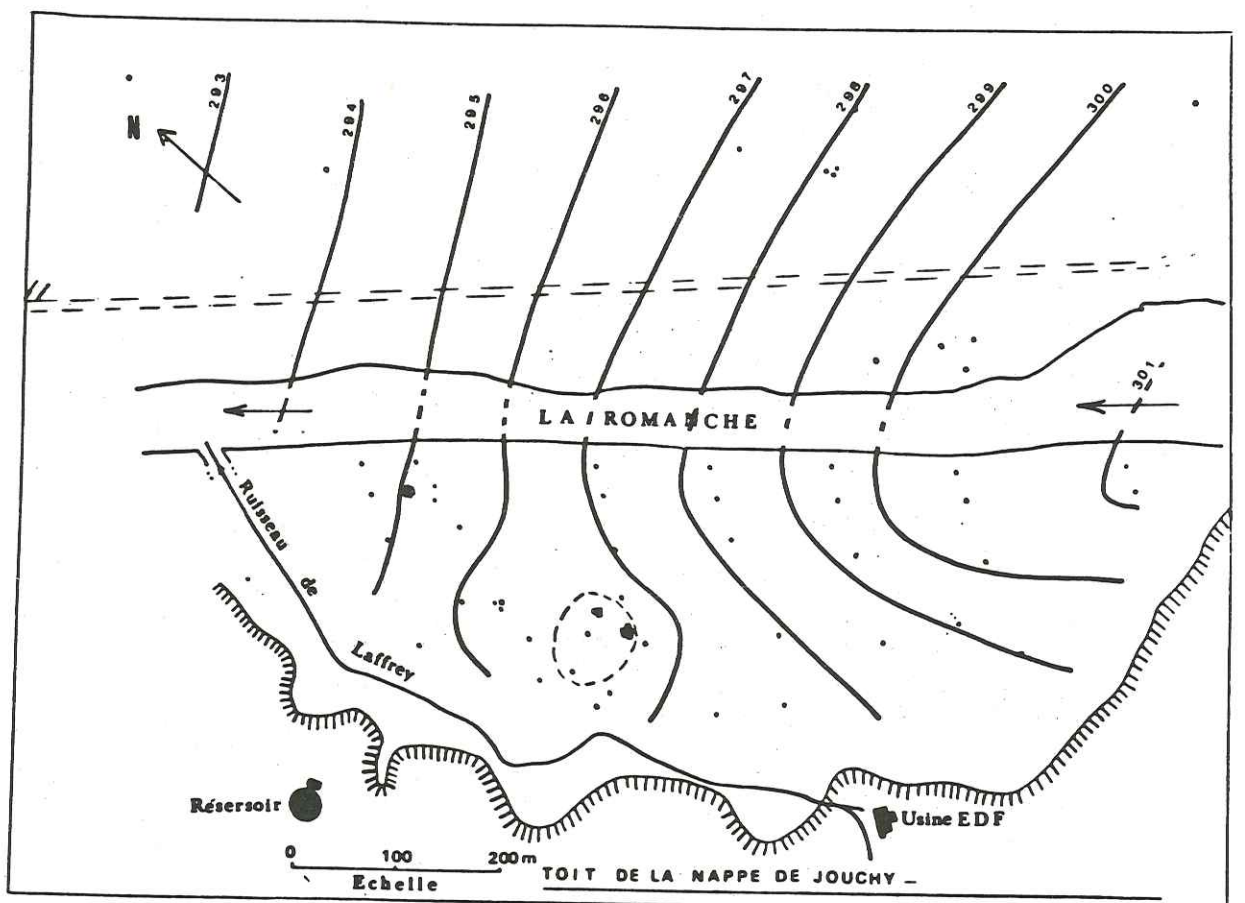 293
294
295
296
297
298
299
300
N
301
LA ROMANCHE
Ruisseau de Laffrey
Résersoir
Usine EDF
0 100 200m
Echelle
TOIT DE LA NAPPE DE JOUCHY _